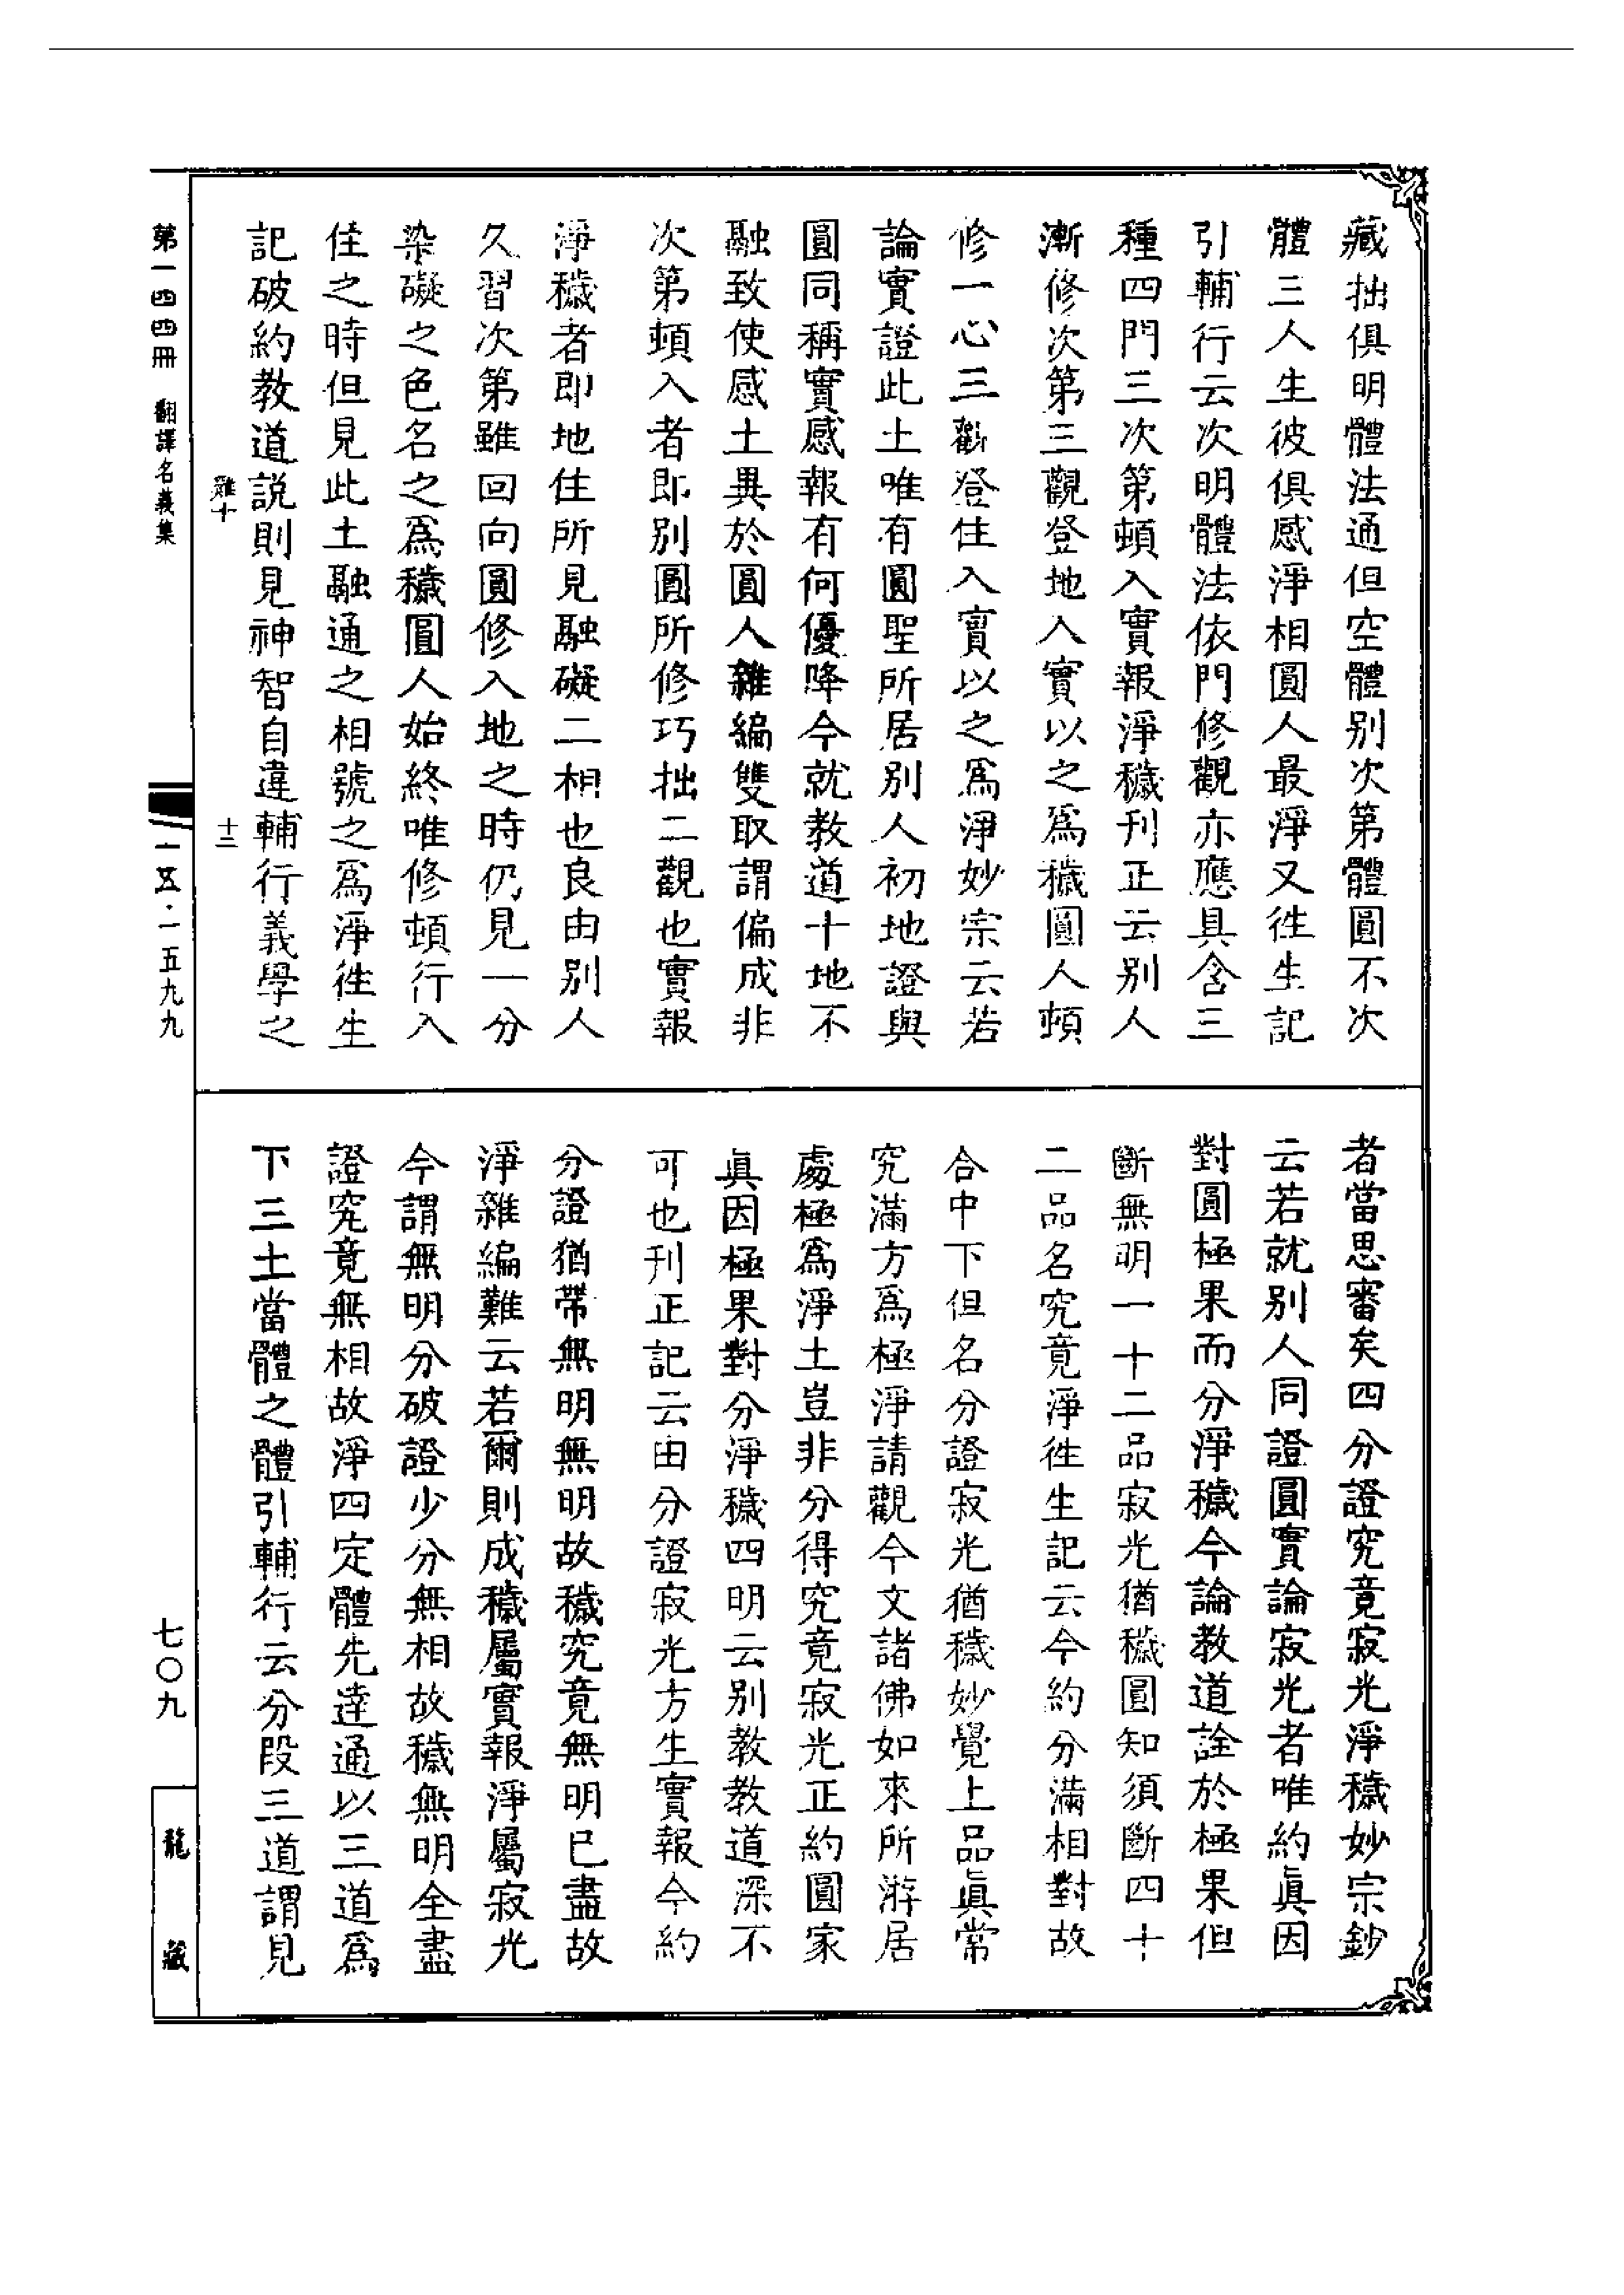 藏拙俱明體法通但空體別次第體圓不次
體三人生彼俱感淨相圓人最淨又徃生記
引輔行云次明體法依門修觀亦應具含三
種四門三次第頓入實報淨穢刋正云别人
漸修次第三觀登地入實以之爲穢圓人頓
修一心三觀登住入實以之爲淨妙宗云若
論實證此土唯有圓聖所居别人初地證與
圓同稱實感報有何優降今就教道十地不
融致使感土異於圓人雜編雙取謂偏成非
次第頓入者即别圓所修巧拙二觀也實報
淨穢者即地住所見融礙二相也良由别人
久習次第雖回向圓修入地之時仍見一分
染礙之色名之爲穢圓人始終唯修頓行入
住之時但見此土融通之相號之爲淨徃生
記破約教道説則見神智自違輔行義學之
者當思審矣四分證究竟寂光淨穢妙宗鈔
云若就别人同證圓實論寂光者唯約眞因
對圓極果而分淨穢今論教道詮於極果但
斷無明一十二品寂光猶穢圓知須斷四十
二品名究竟淨徃生記云今約分滿相對故
合中下但名分證寂光猶穢妙覺上品眞常
究滿方爲極淨請觀今文諸佛如來所遊居
處極爲淨土豈非分得究竟寂光正約圓家
眞因極果對分淨穢四明云别教教道深不
可也刋正記云由分證寂光方生實報今約
分證猶帶無明無明故穢究竟無明已盡故
淨雜編難云若爾則成穢屬實報淨屬寂光
今謂無明分破證少分無相故穢無明全盡
證究竟無相故淨四定體先達通以三道爲
下三土當體之體引輔行云分段三道謂見
雜十
十三
第一四四冊 翻譯名義集
一五·一五九九
七〇九
龍藏